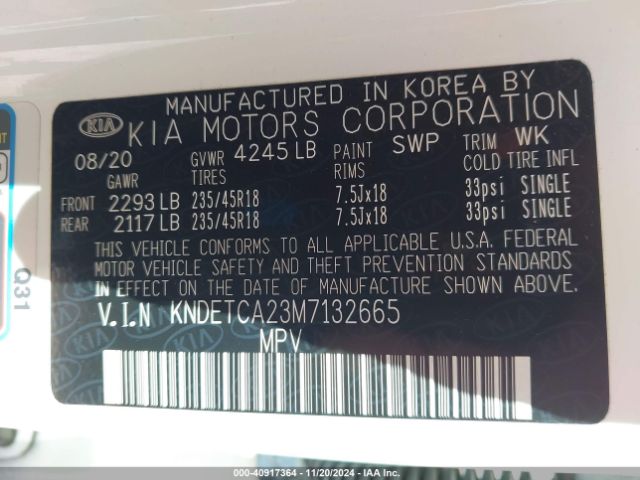 MANUFACTURED IN KOREA BY
KIA KIA MOTORS CORPORATION
08/20 GVWR 4245 LB PAINT SWP TRIM WK
GAWR TIRES RIMS COLD TIRE INFL
FRONT 2293 LB 235/45R18 7.5Jx18 33psi SINGLE
REAR 2117 LB 235/45R18 7.5Jx18 33psi SINGLE
THIS VEHICLE CONFORMS TO ALL APPLICABLE U.S.A. FEDERAL
MOTOR VEHICLE SAFETY AND THEFT PREVENTION STANDARDS
IN EFFECT ON THE DATE OF MANUFACTURE SHOWN ABOVE.
V.I.N KNDETCA23M7132665
MPV
Q31
000-40917364 - 11/20/2024 - IAA Inc.